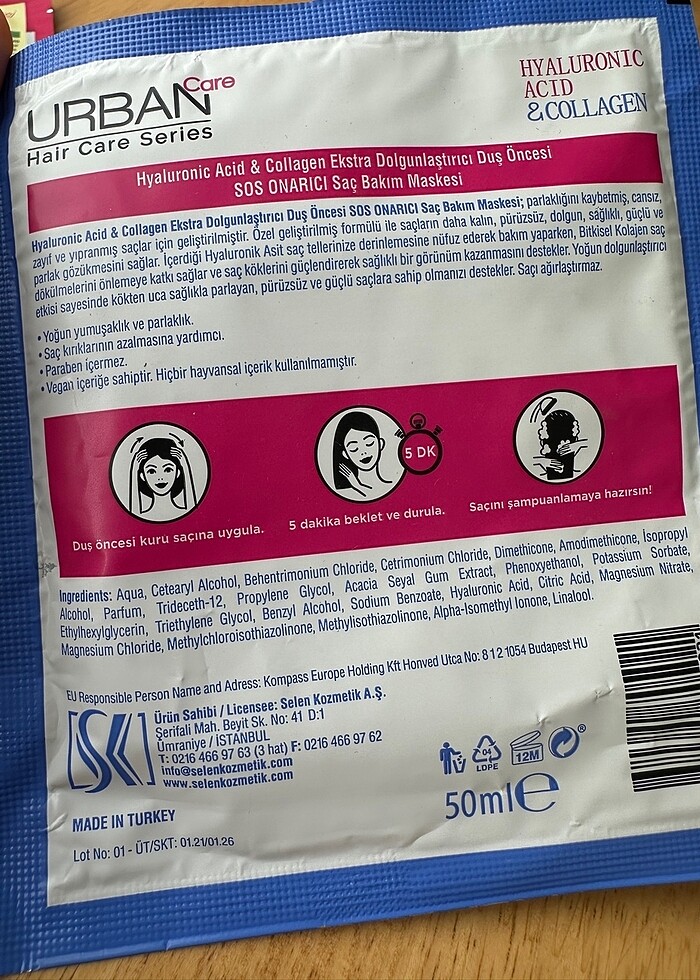 URBAN Care
Hair Care Series
HYALURONIC
ACID
&COLLAGEN
Hyaluronic Acid & Collagen Ekstra Dolgunlaştırıcı Duş Öncesi
SOS ONARICI Saç Bakım Maskesi
Hyaluronic Acid & Collagen Ekstra Dolgunlaştırıcı Duş Öncesi SOS ONARICI Saç Bakım Maskesi; parlaklığını kaybetmiş, cansız,
zayıf ve yıpranmış saçlar için geliştirilmiştir. Özel geliştirilmiş formülü ile saçların daha kalın, pürüzsüz, dolgun, sağlıklı, güçlü ve
parlak gözükmesini sağlar. İçerdiği Hyaluronik Asit saç tellerinize derinlemesine nüfuz ederek bakım yaparken, Bitkisel Kolajen saç
dökülmelerini önlemeye katkı sağlar ve saç köklerini güçlendirerek sağlıklı bir görünüm kazanmasını destekler. Yoğun dolgunlaştırıcı
etkisi sayesinde kökten uca sağlıkla parlayan, pürüzsüz ve güçlü saçlara sahip olmanızı destekler. Saçı ağırlaştırmaz.
• Yoğun yumuşaklık ve parlaklık.
• Saç kırıklarının azalmasına yardımcı.
• Paraben içermez.
• Vegan içeriğe sahiptir. Hiçbir hayvansal içerik kullanılmamıştır.
5 DK
Duş öncesi kuru saçına uygula.
5 dakika beklet ve durula.
Saçını şampuanlamaya hazırsın!
Ingredients: Aqua, Cetearyl Alcohol, Behentrimonium Chloride, Cetrimonium Chloride, Dimethicone, Amodimethicone, Isopropyl
Alcohol, Parfum, Trideceth-12, Propylene Glycol, Acacia Seyal Gum Extract, Phenoxyethanol, Potassium Sorbate,
Ethylhexylglycerin, Triethylene Glycol, Benzyl Alcohol, Sodium Benzoate, Hyaluronic Acid, Citric Acid, Magnesium Nitrate,
Magnesium Chloride, Methylchloroisothiazolinone, Methylisothiazolinone, Alpha-Isomethyl Ionone, Linalool.
EU Responsible Person Name and Adress: Kompass Europe Holding Kft Honved Utca No: 8 1 2 1054 Budapest HU
SK
Ürün Sahibi / Licensee: Selen Kozmetik A.Ş.
Şerifali Mah. Beyit Sk. No: 41 D:1
Ümraniye / İSTANBUL
T: 0216 466 97 63 (3 hat) F: 0216 466 97 62
info@selenkozmetik.com
www.selenkozmetik.com
04
LDPE
12M
®
50ml e
MADE IN TURKEY
Lot No: 01 - ÜT/SKT: 01.21/01.26